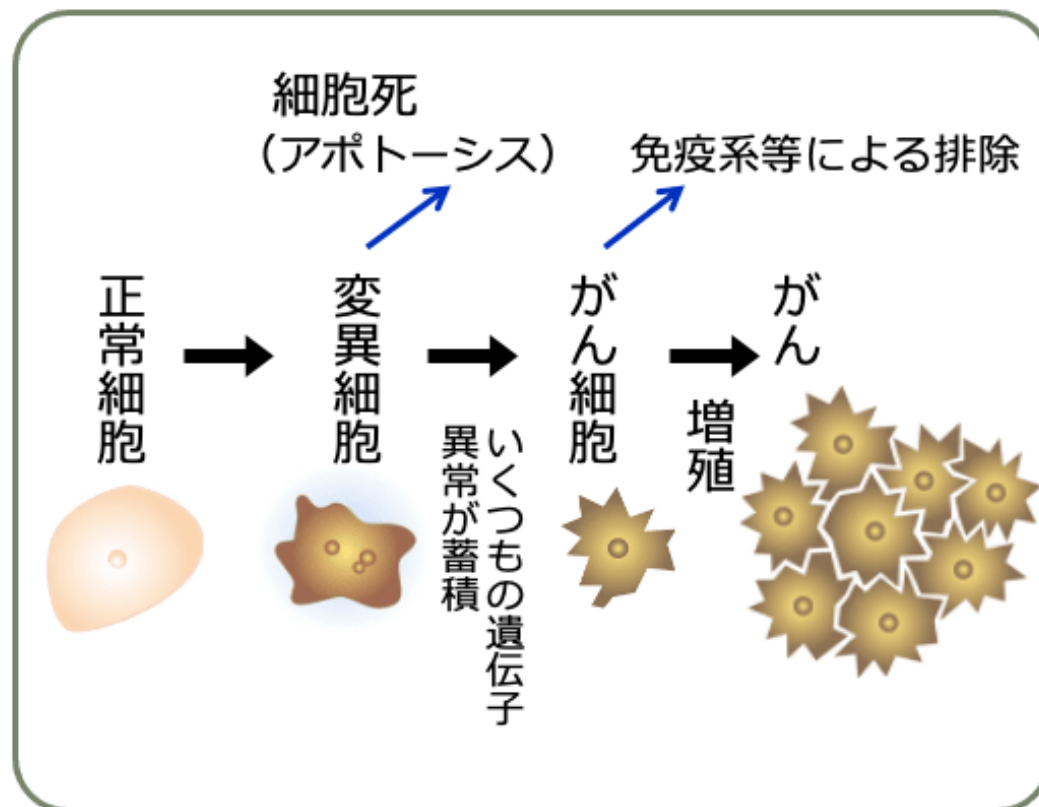 細胞死
（アポトーシス）
免疫系等による排除
正常細胞
変異細胞
いくつもの遺伝子
異常が蓄積
がん細胞
増殖
がん